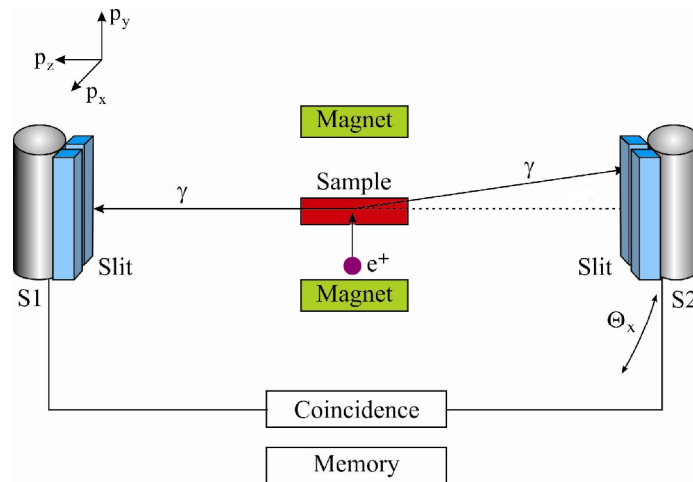 p_y
p_z
p_x
Magnet
Sample
γ
γ
e⁺
Slit
Slit
Magnet
S1
S2
Θ_x
Coincidence
Memory